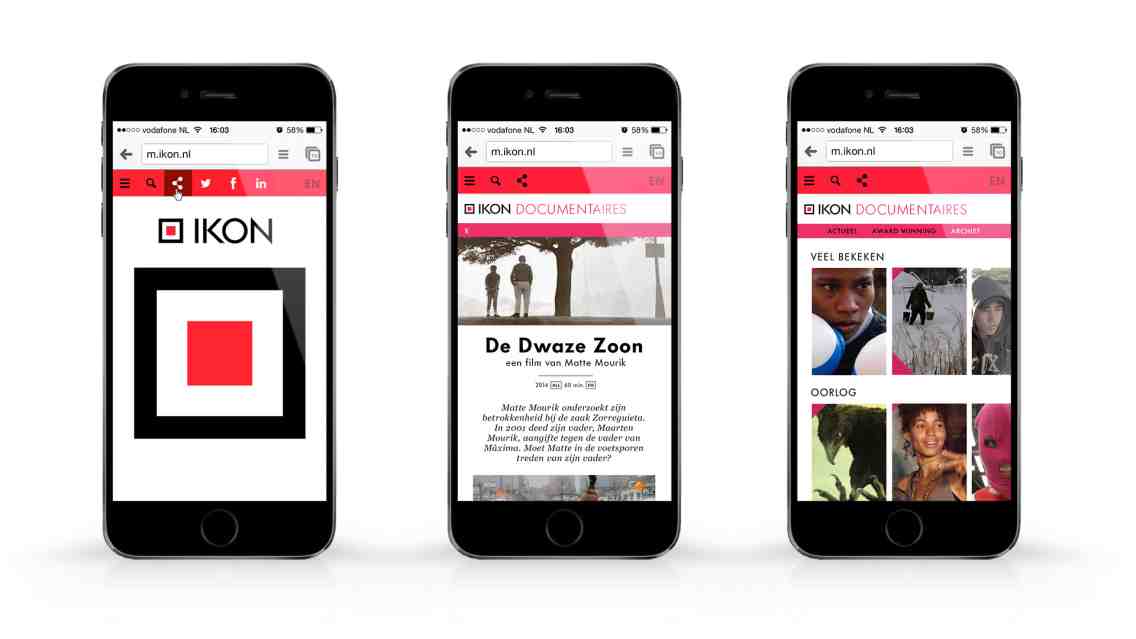 vodafone NL 16:03 58%
m.ikon.nl
EN
IKON
vodafone NL 16:03 58%
m.ikon.nl
EN
IKON DOCUMENTAIRES
X
De Dwaze Zoon
een film van Matte Mourik
2014 ALL 60 min.
Matte Mourik onderzoekt zijn
betrokkenheid bij de zaak Zorreguieta.
In 2001 deed zijn vader, Maarten
Mourik, aangifte tegen de vader van
Máxima. Moet Matte in de voetsporen
treden van zijn vader?
vodafone NL 16:03 58%
m.ikon.nl
EN
IKON DOCUMENTAIRES
ACTUEEL AWARD WINNING ARCHIEF
VEEL BEKEKEN
OORLOG